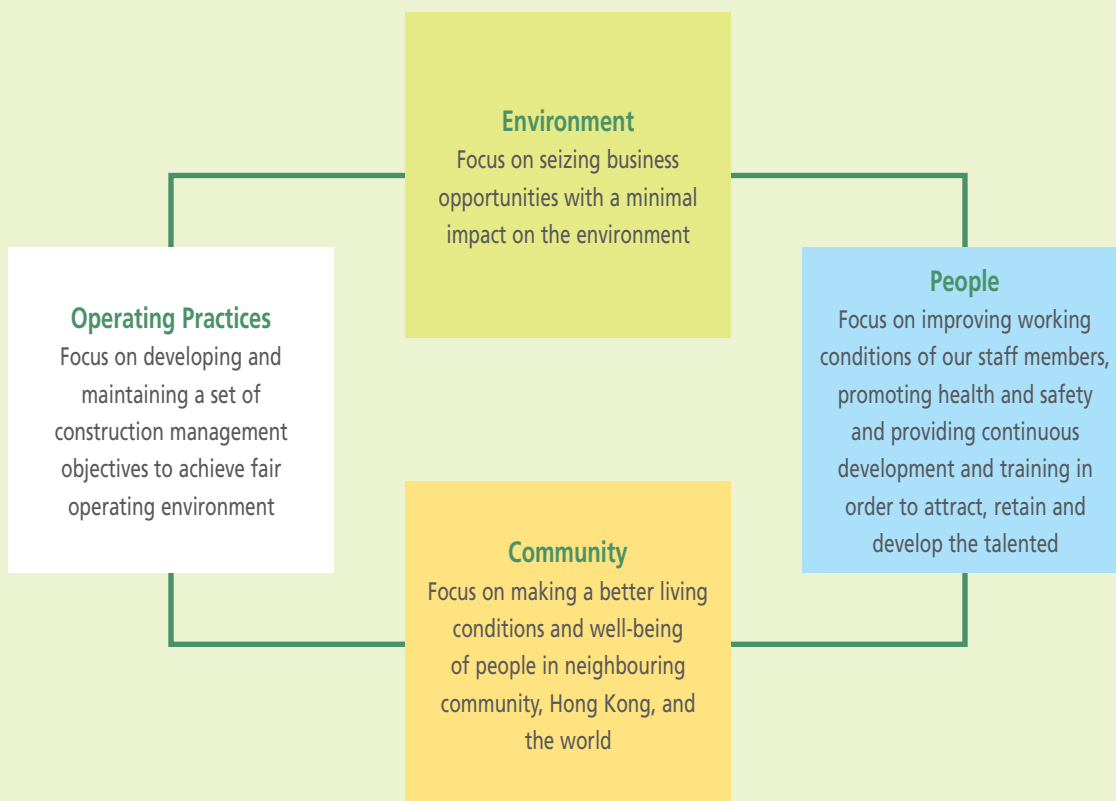 Environment
Focus on seizing business
opportunities with a minimal
impact on the environment
Operating Practices
Focus on developing and
maintaining a set of
construction management
objectives to achieve fair
operating environment
People
Focus on improving working
conditions of our staff members,
promoting health and safety
and providing continuous
development and training in
order to attract, retain and
develop the talented
Community
Focus on making a better living
conditions and well-being
of people in neighbouring
community, Hong Kong, and
the world